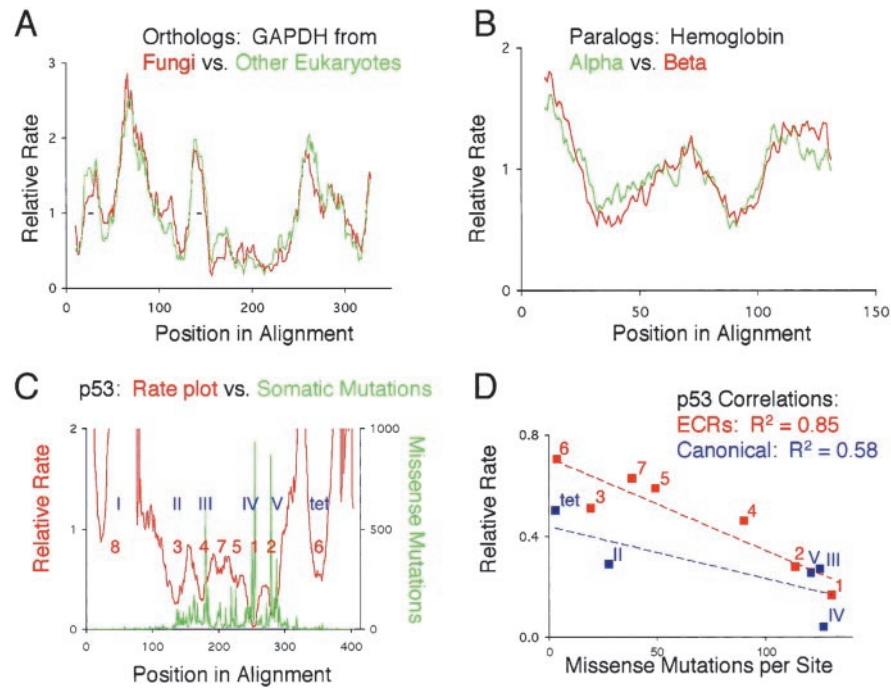 A
Orthologs: GAPDH from
Fungi vs. Other Eukaryotes
Relative Rate
3
2
1
0
0
100
200
300
Position in Alignment
B
Paralogs: Hemoglobin
Alpha vs. Beta
Relative Rate
2
1
0
0
50
100
150
Position in Alignment
C
p53: Rate plot vs. Somatic Mutations
Relative Rate
2
1
0
1000
500
0
Missense Mutations
I II III IV V tet
8 3 4 7 5 1 2 6
0
100
200
300
400
Position in Alignment
D
p53 Correlations:
ECRs: R² = 0.85
Canonical: R² = 0.58
Relative Rate
0.8
0.4
0.0
6
7
5
tet
3
4
II
2
V
III
1
IV
0
50
100
Missense Mutations per Site